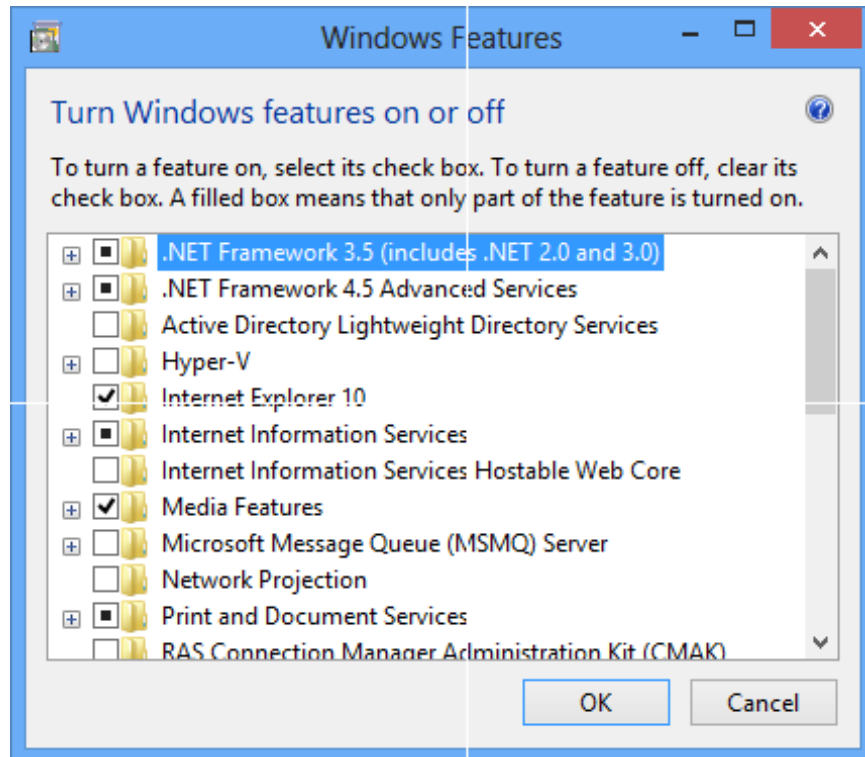 Windows Features
Turn Windows features on or off
To turn a feature on, select its check box. To turn a feature off, clear its
check box. A filled box means that only part of the feature is turned on.
.NET Framework 3.5 (includes .NET 2.0 and 3.0)
.NET Framework 4.5 Advanced Services
Active Directory Lightweight Directory Services
Hyper-V
Internet Explorer 10
Internet Information Services
Internet Information Services Hostable Web Core
Media Features
Microsoft Message Queue (MSMQ) Server
Network Projection
Print and Document Services
RAS Connection Manager Administration Kit (CMAK)
OK Cancel